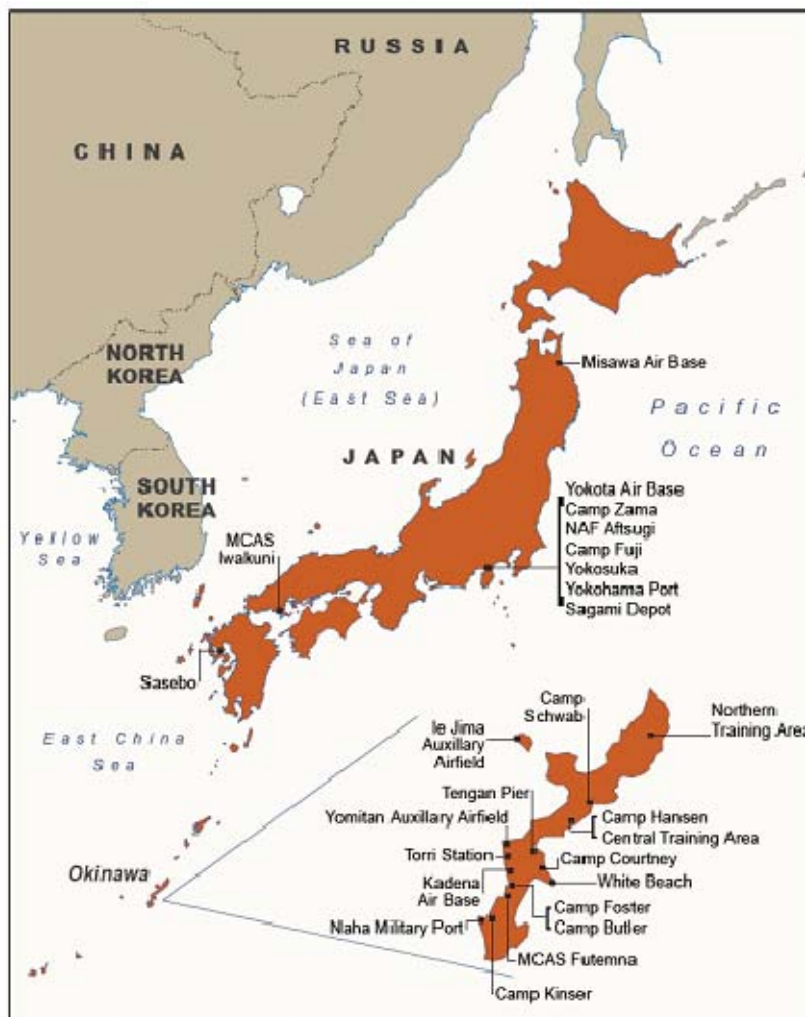 RUSSIA
CHINA
NORTH
KOREA
Sea of
Japan
(East Sea)
Misawa Air Base
Pacific
Ocean
JAPAN
SOUTH
KOREA
Yellow
Sea
MCAS
Iwalkuni
Yokota Air Base
Camp Zama
NAF Aftsugi
Camp Fuji
Yokosuka
Yokohama Port
Sagami Depot
Sasebo
East China
Sea
Camp
Schwab
Northern
Training Area
Ie Jima
Auxillary
Airfield
Tengan Pier
Yomitan Auxillary Airfield
Camp Hansen
Central Training Area
Torri Station
Camp Courtney
Okinawa
Kadena
Air Base
White Beach
Camp Foster
Naha Military Port
Camp Butler
MCAS Futemna
Camp Kinser